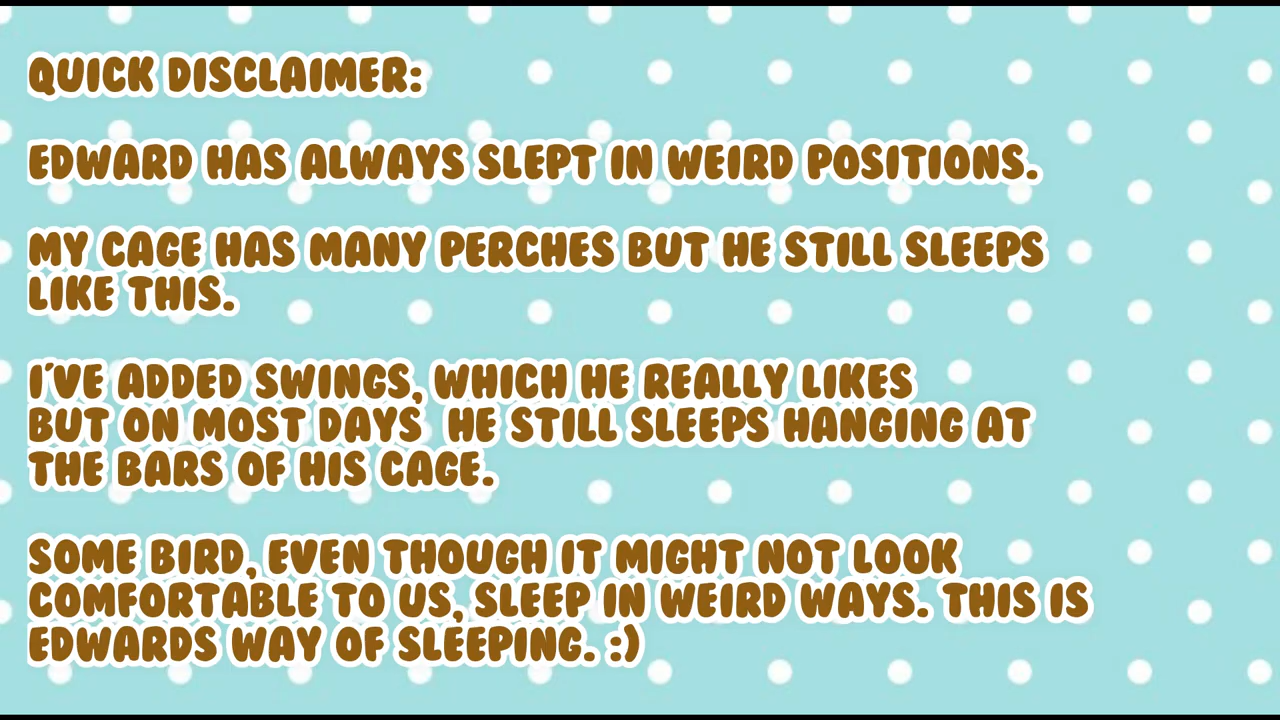 QUICK DISCLAIMER:
EDWARD HAS ALWAYS SLEPT IN WEIRD POSITIONS.
MY CAGE HAS MANY PERCHES BUT HE STILL SLEEPS
LIKE THIS.
I'VE ADDED SWINGS, WHICH HE REALLY LIKES
BUT ON MOST DAYS HE STILL SLEEPS HANGING AT
THE BARS OF HIS CAGE.
SOME BIRD, EVEN THOUGH IT MIGHT NOT LOOK
COMFORTABLE TO US, SLEEP IN WEIRD WAYS. THIS IS
EDWARDS WAY OF SLEEPING. :)